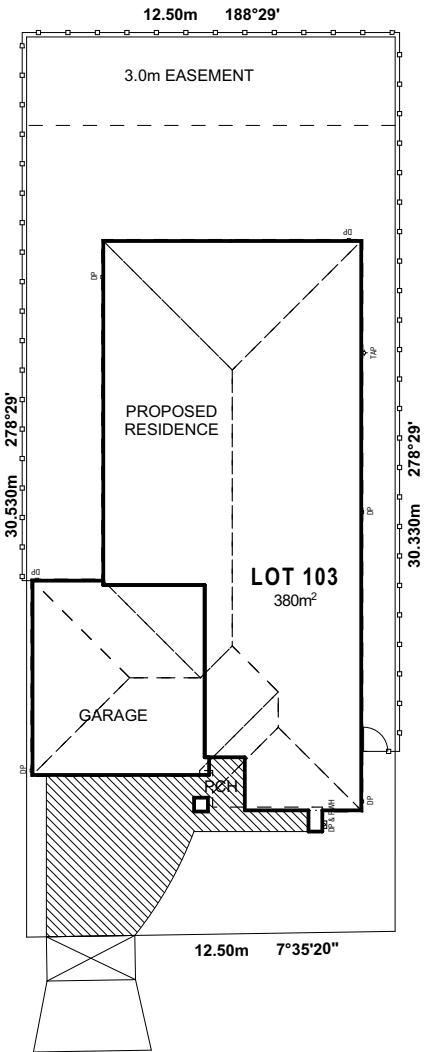 12.50m 188°29'
3.0m EASEMENT
DP
DP
TAP
PROPOSED
RESIDENCE
278°29'
30.530m
278°29'
30.330m
DP
LOT 103
380m²
DP
GARAGE
DP
PCH
DP
DP & RWH
12.50m 7°35'20"